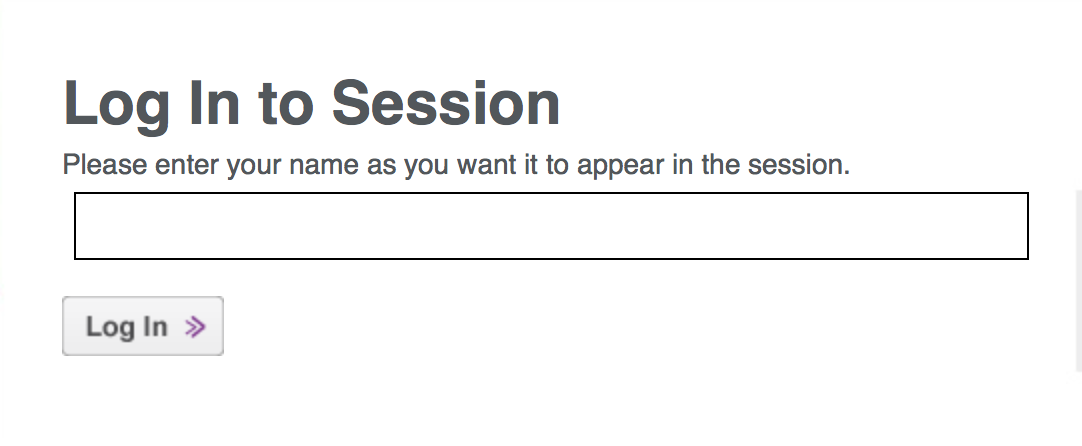 Log In to Session
Please enter your name as you want it to appear in the session.
Log In